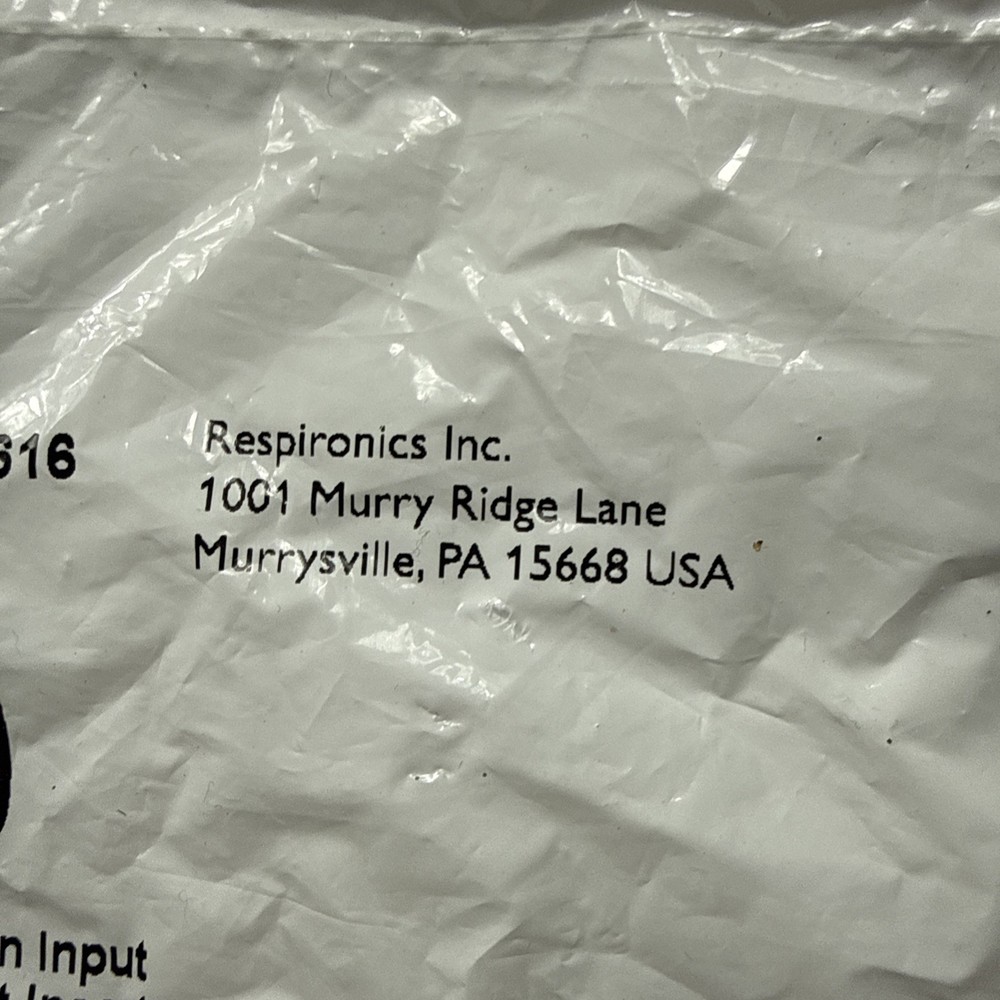 616
Respironics Inc.
1001 Murry Ridge Lane
Murrysville, PA 15668 USA
n Input